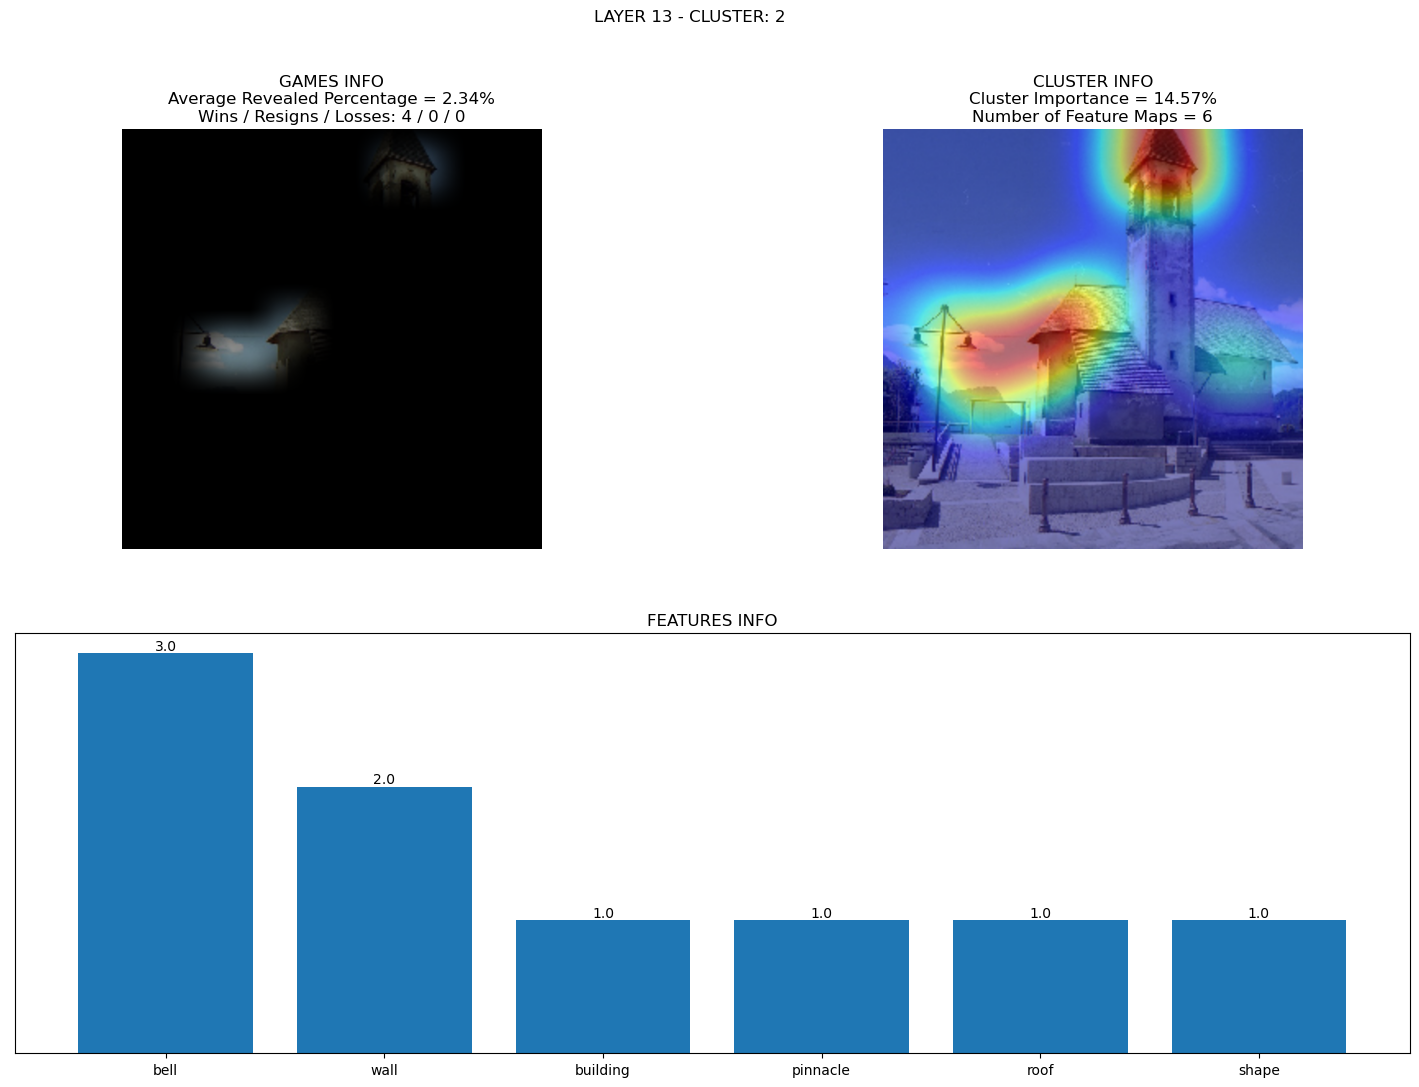 LAYER 13 - CLUSTER: 2
GAMES INFO
Average Revealed Percentage = 2.34%
Wins / Resigns / Losses: 4 / 0 / 0
CLUSTER INFO
Cluster Importance = 14.57%
Number of Feature Maps = 6
FEATURES INFO
3.0
2.0
1.0
1.0
1.0
1.0
bell
wall
building
pinnacle
roof
shape